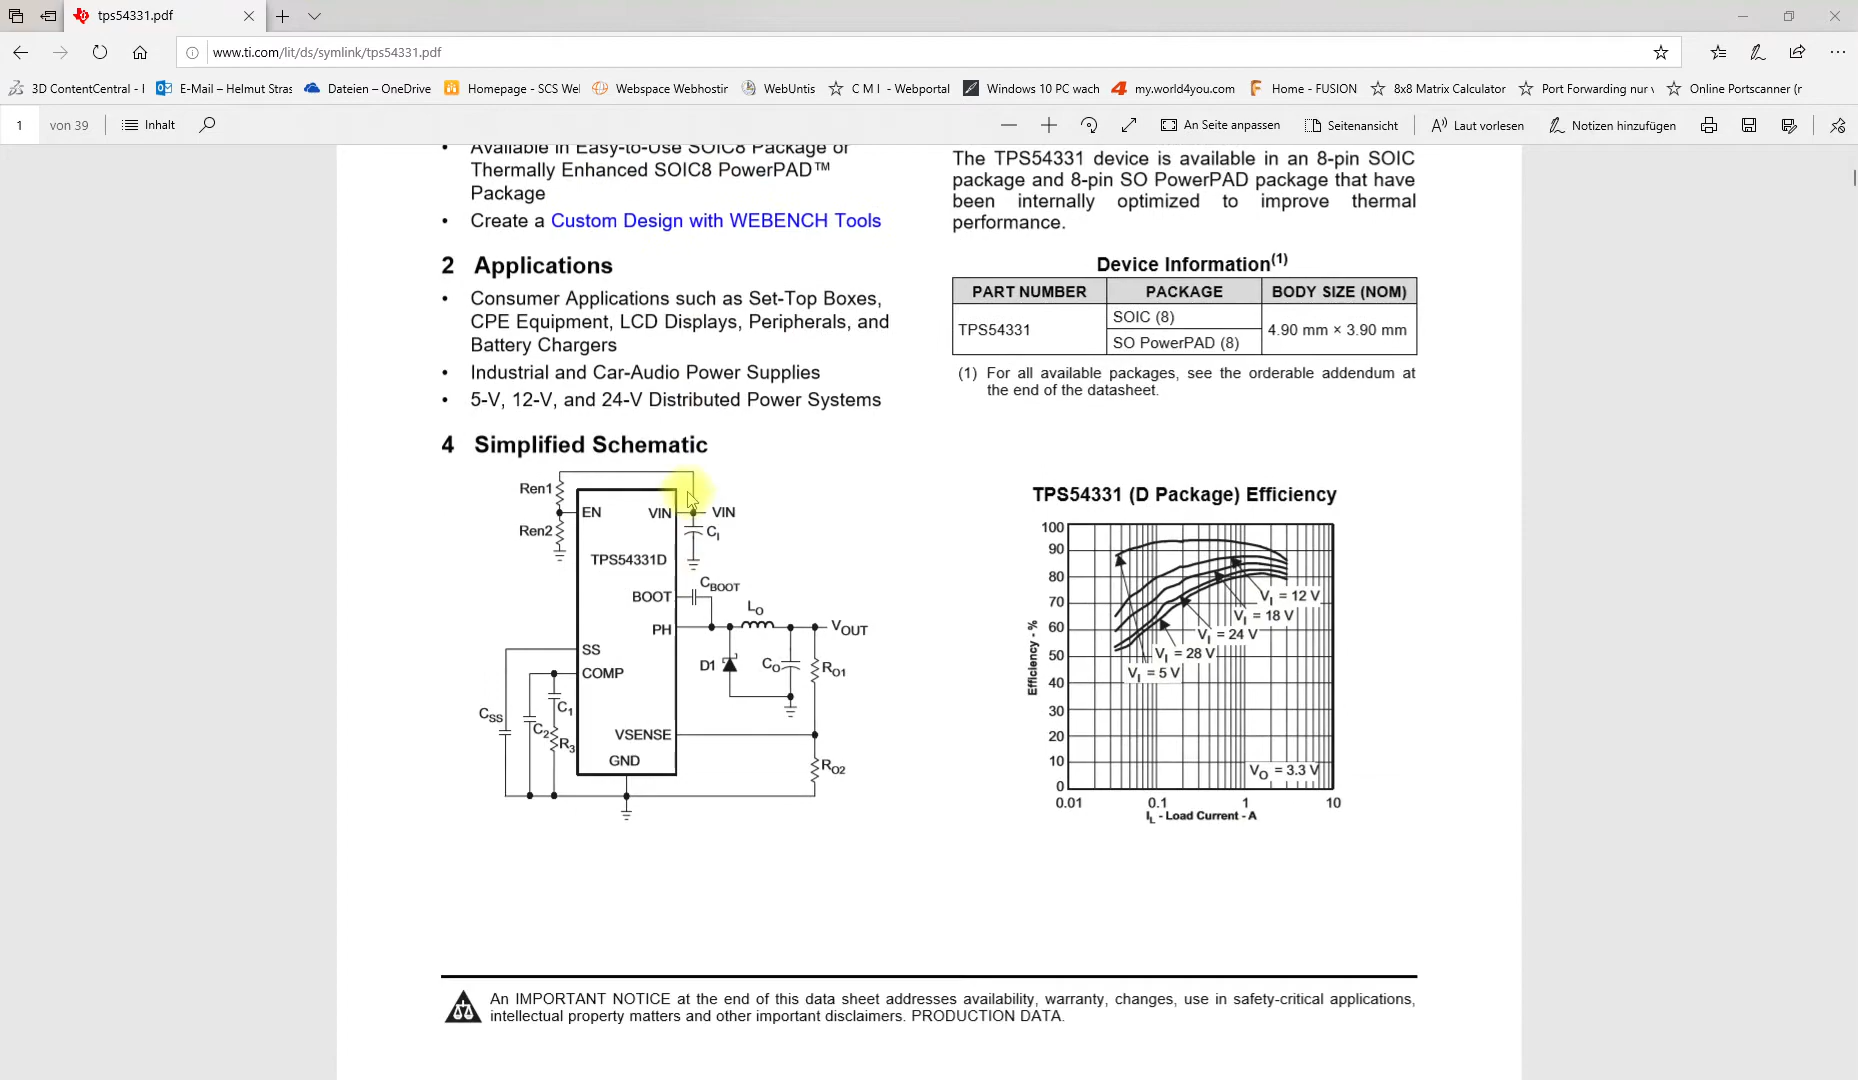 tps54331.pdf
www.ti.com/lit/ds/symlink/tps54331.pdf
3D ContentCentral - I
E-Mail – Helmut Stras
Dateien – OneDrive
Homepage - SCS Wel
Webspace Webhostin
WebUntis
C M I - Webportal
Windows 10 PC wach
my.world4you.com
Home - FUSION
8x8 Matrix Calculator
Port Forwarding nur v
Online Portscanner (r
1 von 39
Inhalt
An Seite anpassen
Seitenansicht
Laut vorlesen
Notizen hinzufügen
• Available in Easy-to-Use SOIC8 Package or
Thermally Enhanced SOIC8 PowerPAD™
Package
• Create a Custom Design with WEBENCH Tools
2 Applications
• Consumer Applications such as Set-Top Boxes,
CPE Equipment, LCD Displays, Peripherals, and
Battery Chargers
• Industrial and Car-Audio Power Supplies
• 5-V, 12-V, and 24-V Distributed Power Systems
The TPS54331 device is available in an 8-pin SOIC
package and 8-pin SO PowerPAD package that have
been internally optimized to improve thermal
performance.
Device Information(1)
PART NUMBER PACKAGE BODY SIZE (NOM)
TPS54331
SOIC (8)
SO PowerPAD (8)
4.90 mm × 3.90 mm
(1) For all available packages, see the orderable addendum at
the end of the datasheet.
4 Simplified Schematic
Ren1
EN VIN VIN
Ren2
CI
TPS54331D
CBOOT
BOOT
LO
PH
VOUT
SS
D1
CO
RO1
COMP
C1
CSS
C2
R3
VSENSE
GND
RO2
TPS54331 (D Package) Efficiency
100
90
80
70
60
50
40
30
20
10
0
Efficiency - %
VI = 12 V
VI = 18 V
VI = 24 V
VI = 28 V
VI = 5 V
VO = 3.3 V
0.01 0.1 1 10
IL - Load Current - A
An IMPORTANT NOTICE at the end of this data sheet addresses availability, warranty, changes, use in safety-critical applications,
intellectual property matters and other important disclaimers. PRODUCTION DATA.